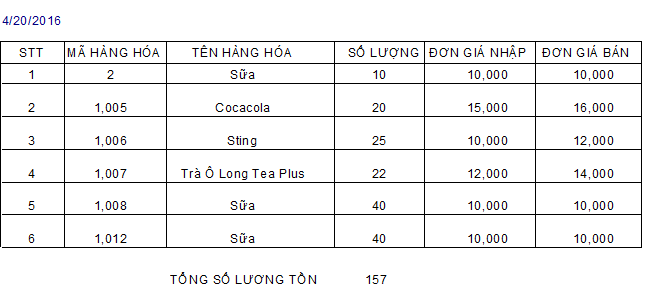 4/20/2016
STT MÃ HÀNG HÓA TÊN HÀNG HÓA SỐ LƯỢNG ĐƠN GIÁ NHẬP ĐƠN GIÁ BÁN
1 2 Sữa 10 10,000 10,000
2 1,005 Cocacola 20 15,000 16,000
3 1,006 Sting 25 10,000 12,000
4 1,007 Trà Ô Long Tea Plus 22 12,000 14,000
5 1,008 Sữa 40 10,000 10,000
6 1,012 Sữa 40 10,000 10,000
TỔNG SỐ LƯƠNG TỒN 157